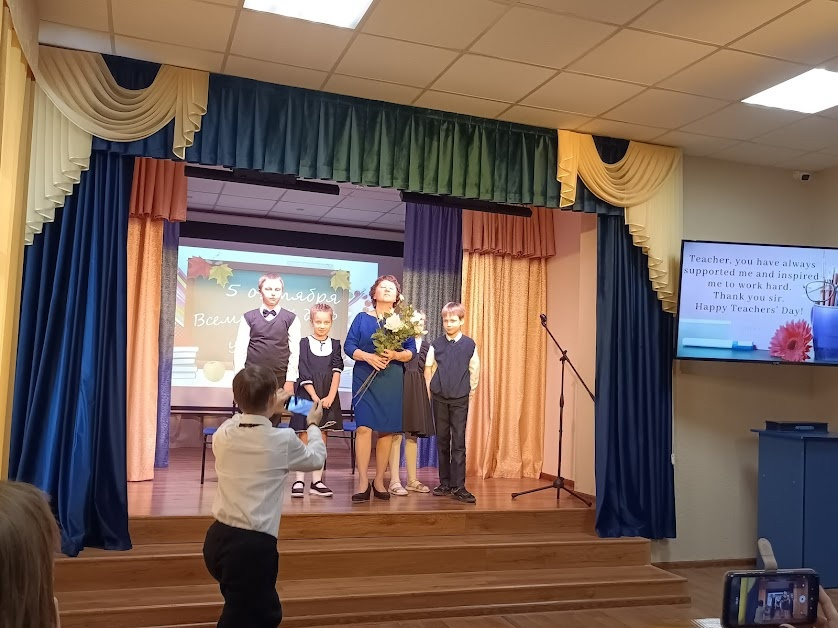 5 октября
Teacher, you have always
supported me and inspired
me to work hard.
Thank you sir.
Happy Teachers' Day!